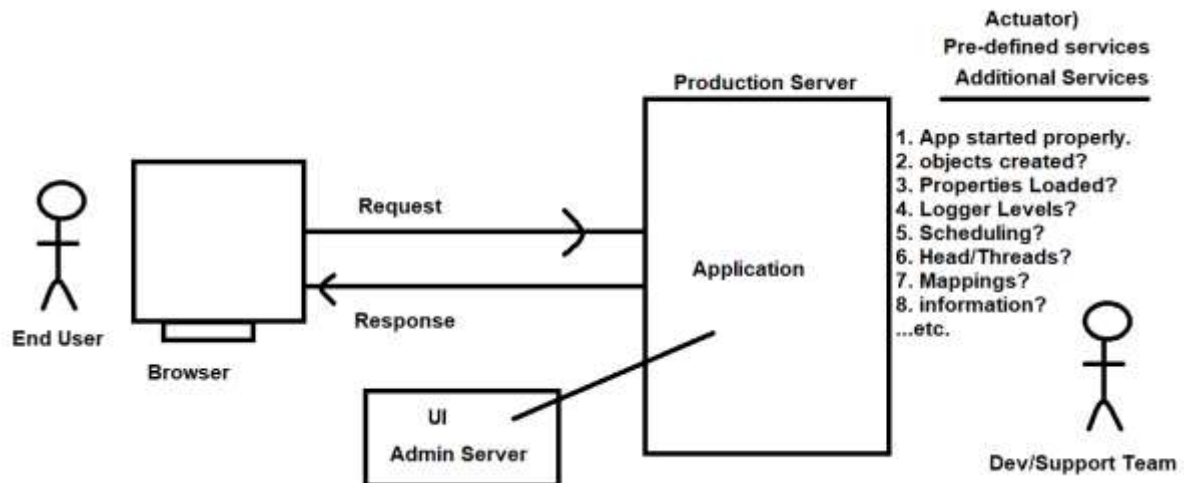 Actuator)
Pre-defined services
Additional Services
Production Server
1. App started properly.
2. objects created?
3. Properties Loaded?
4. Logger Levels?
5. Scheduling?
6. Head/Threads?
7. Mappings?
8. information?
...etc.
Request
Application
Response
End User
Browser
UI
Admin Server
Dev/Support Team